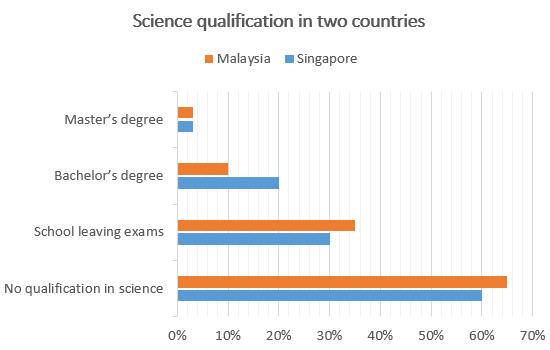 Science qualification in two countries
Malaysia Singapore
Master's degree
Bachelor's degree
School leaving exams
No qualification in science
0% 10% 20% 30% 40% 50% 60% 70%